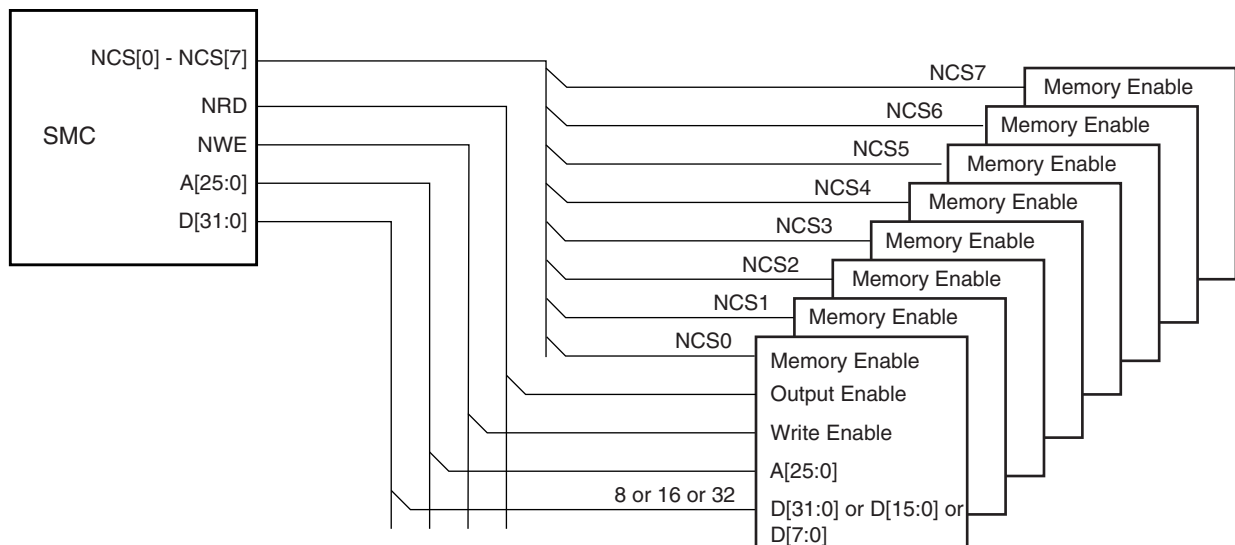 NCS[0] - NCS[7]
NRD
SMC
NWE
A[25:0]
D[31:0]
NCS7
Memory Enable
NCS6
Memory Enable
NCS5
Memory Enable
NCS4
Memory Enable
NCS3
Memory Enable
NCS2
Memory Enable
NCS1
Memory Enable
NCS0
Memory Enable
Output Enable
Write Enable
A[25:0]
8 or 16 or 32
D[31:0] or D[15:0] or
D[7:0]